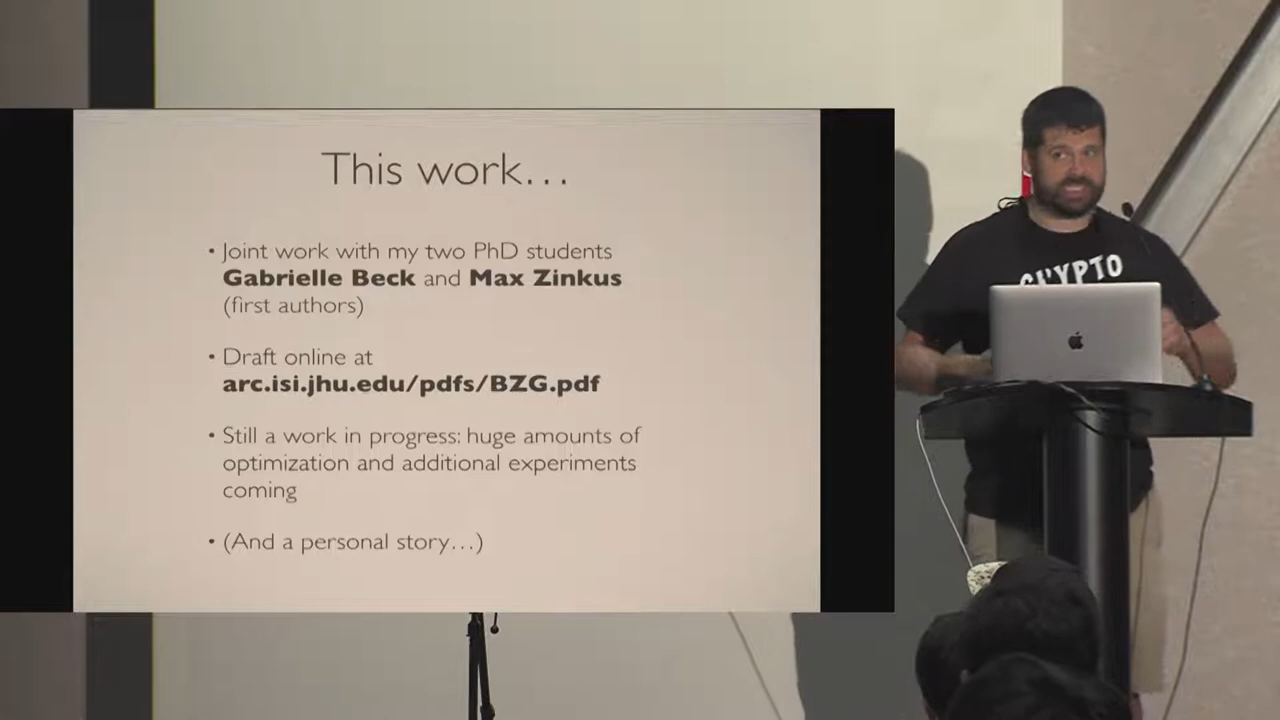 This work…
• Joint work with my two PhD students
Gabrielle Beck and Max Zinkus
(first authors)
• Draft online at
arc.isi.jhu.edu/pdfs/BZG.pdf
• Still a work in progress: huge amounts of
optimization and additional experiments
coming
• (And a personal story…)
CRYPTO